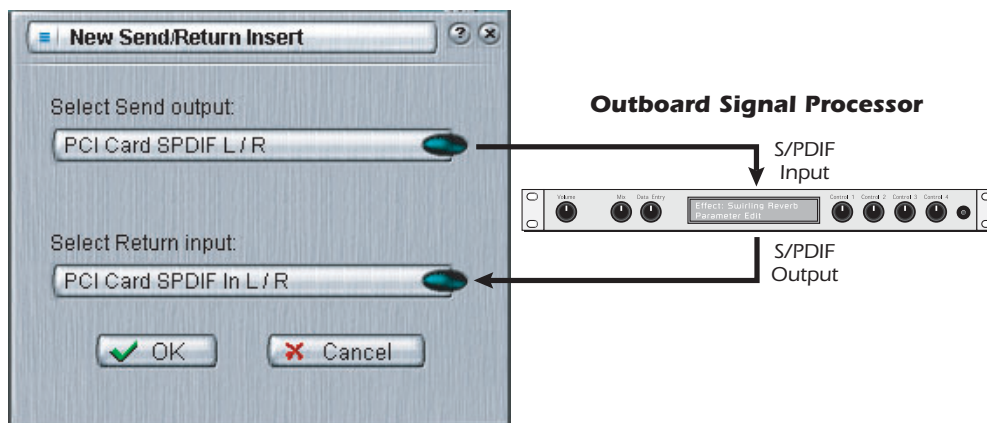 New Send/Return Insert
?
Select Send output:
PCI Card SPDIF L / R
Select Return input:
PCI Card SPDIF In L / R
OK
Cancel
Outboard Signal Processor
S/PDIF
Input
Volume
Mix
Data Entry
Effect: Swirling Reverb
Parameter Edit
Control 1
Control 2
Control 3
Control 4
S/PDIF
Output